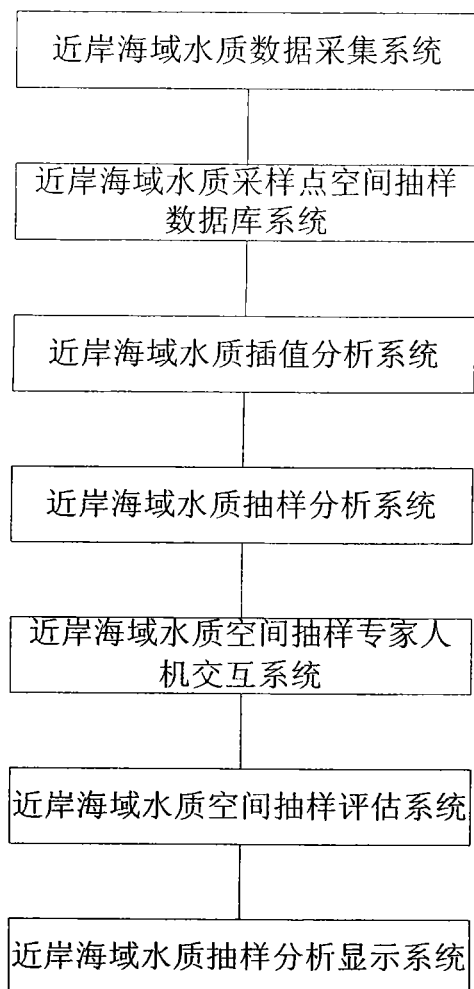 近岸海域水质数据采集系统
近岸海域水质采样点空间抽样
数据库系统
近岸海域水质插值分析系统
近岸海域水质抽样分析系统
近岸海域水质空间抽样专家人
机交互系统
近岸海域水质空间抽样评估系统
近岸海域水质抽样分析显示系统